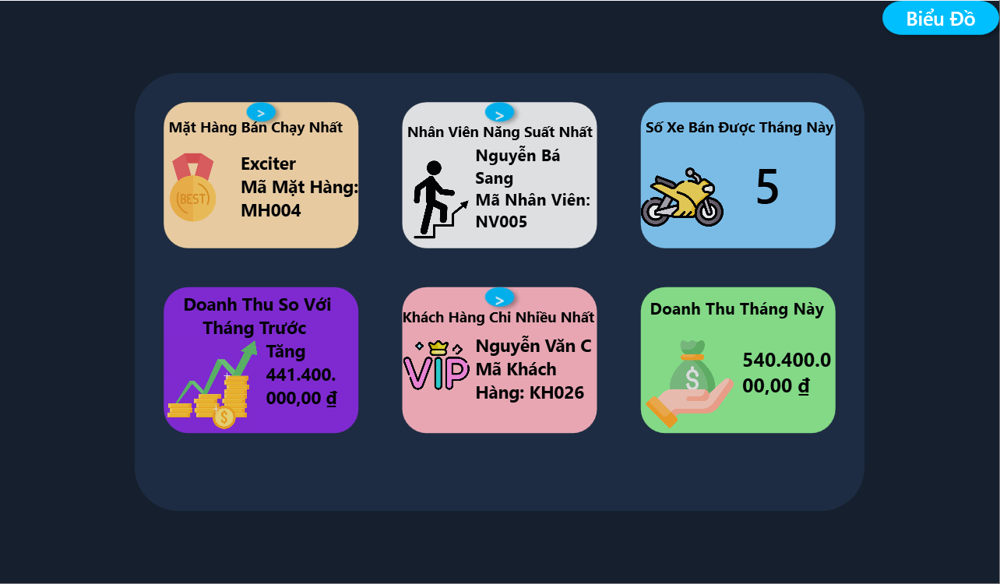 Biểu Đồ
>
Mặt Hàng Bán Chạy Nhất
BEST
Exciter
Mã Mặt Hàng:
MH004
>
Nhân Viên Năng Suất Nhất
Nguyễn Bá
Sang
Mã Nhân Viên:
NV005
Số Xe Bán Được Tháng Này
5
Doanh Thu So Với
Tháng Trước
Tăng
441.400.
000,00 ₫
$
>
Khách Hàng Chi Nhiều Nhất
VIP
Nguyễn Văn C
Mã Khách
Hàng: KH026
Doanh Thu Tháng Này
$
540.400.0
00,00 ₫